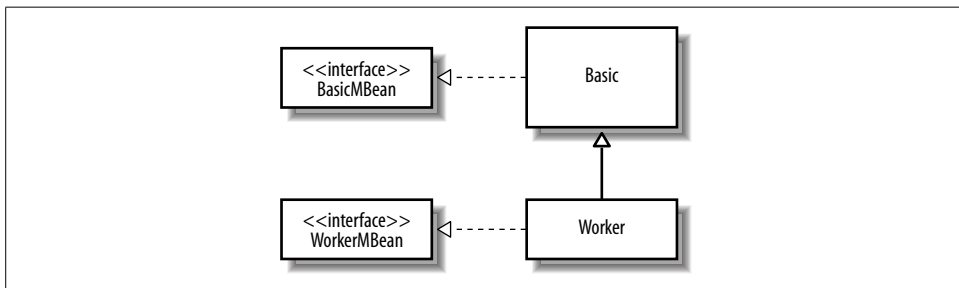 <<interface>>
BasicMBean
Basic
<<interface>>
WorkerMBean
Worker